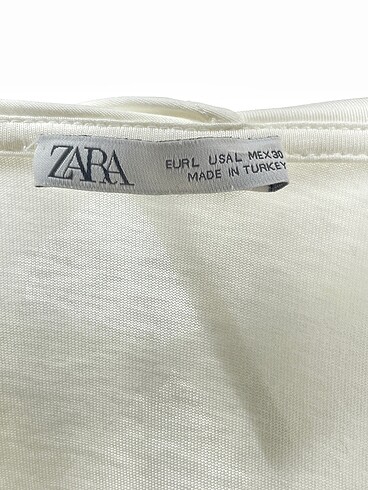 ZARA
EUR L USA L MEX 30
MADE IN TURKEY